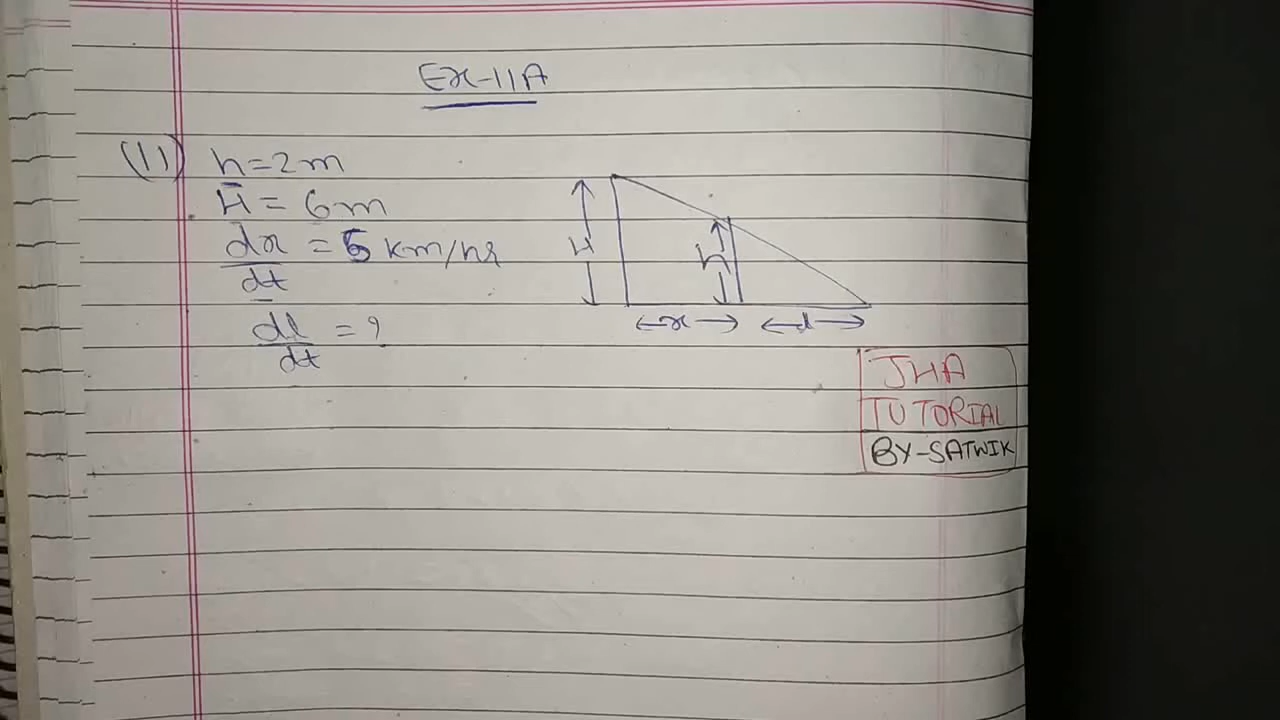 Ex-11A
(11) h=2m
H = 6m
dx/dt = 5 km/hr
dl/dt = ?
H
h
x
l
JHA
TUTORIAL
BY-SATWIK